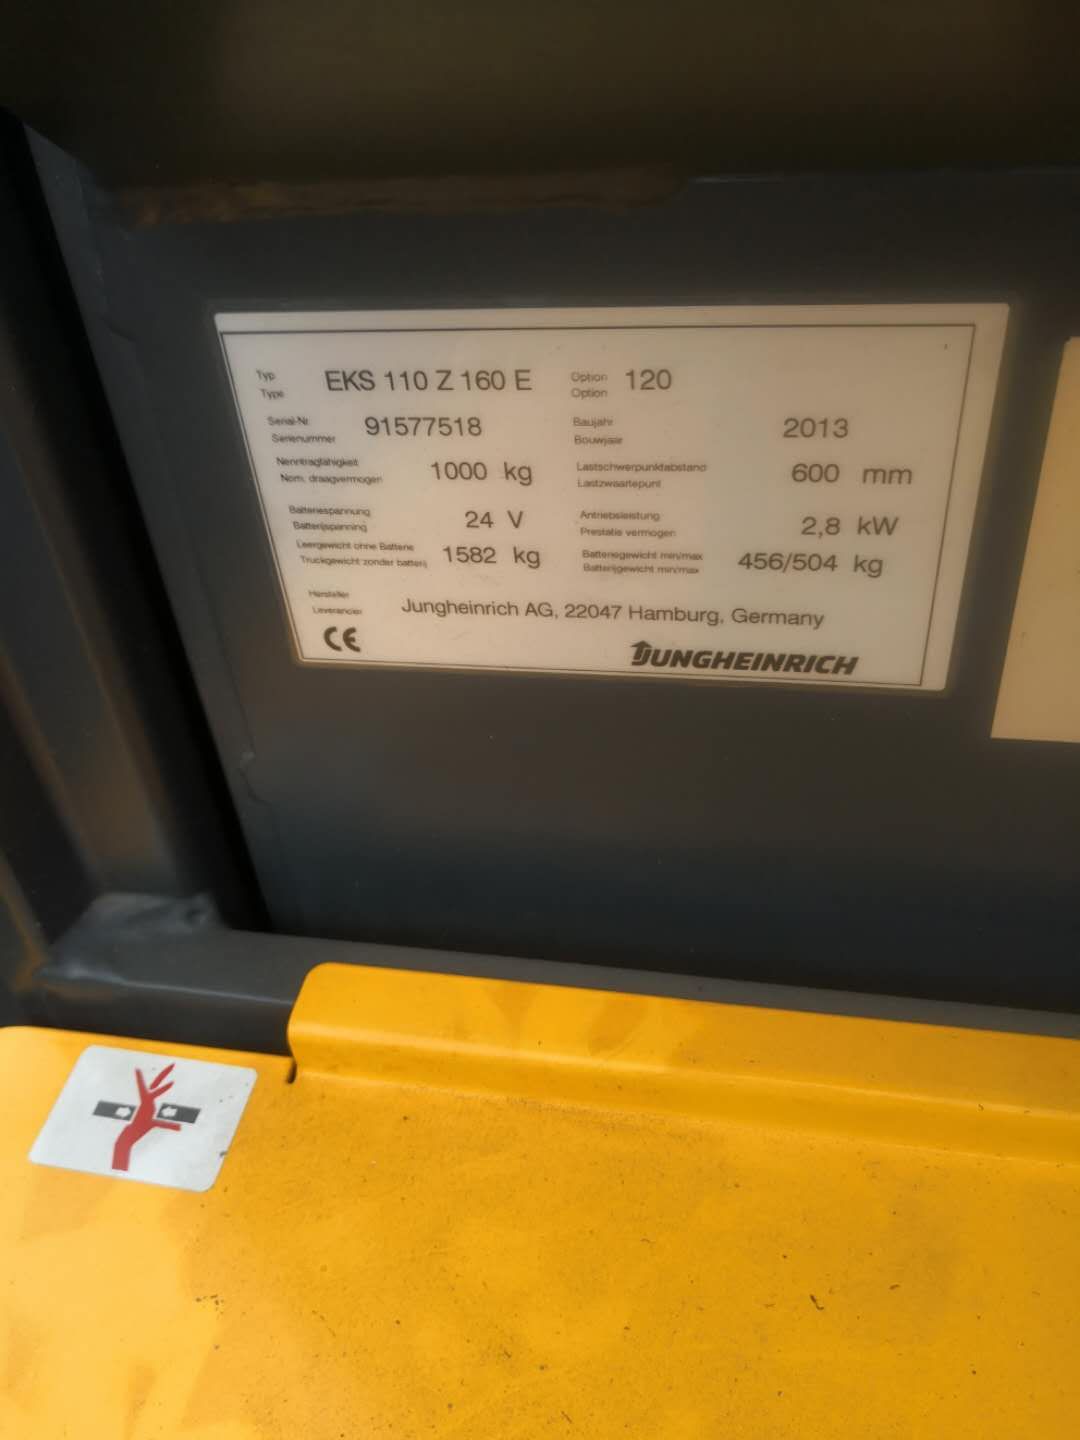 Typ EKS 110 Z 160 E Option 120
Type Option
Serial-Nr. 91577518 Baujahr 2013
Serienummer Bouwjaar
Nenntragfähigkeit 1000 kg Lastschwerpunktabstand 600 mm
Nom. draagvermogen Lastzwaartepunt
Batteriespannung 24 V Antriebsleistung 2,8 kW
Batterijspanning Prestatie vermogen
Leergewicht ohne Batterie 1582 kg Batteriegewicht min/max 456/504 kg
Truckgewicht zonder batterij Batterijgewicht min/max
Hersteller
Leverancier Jungheinrich AG, 22047 Hamburg, Germany
CE JUNGHEINRICH